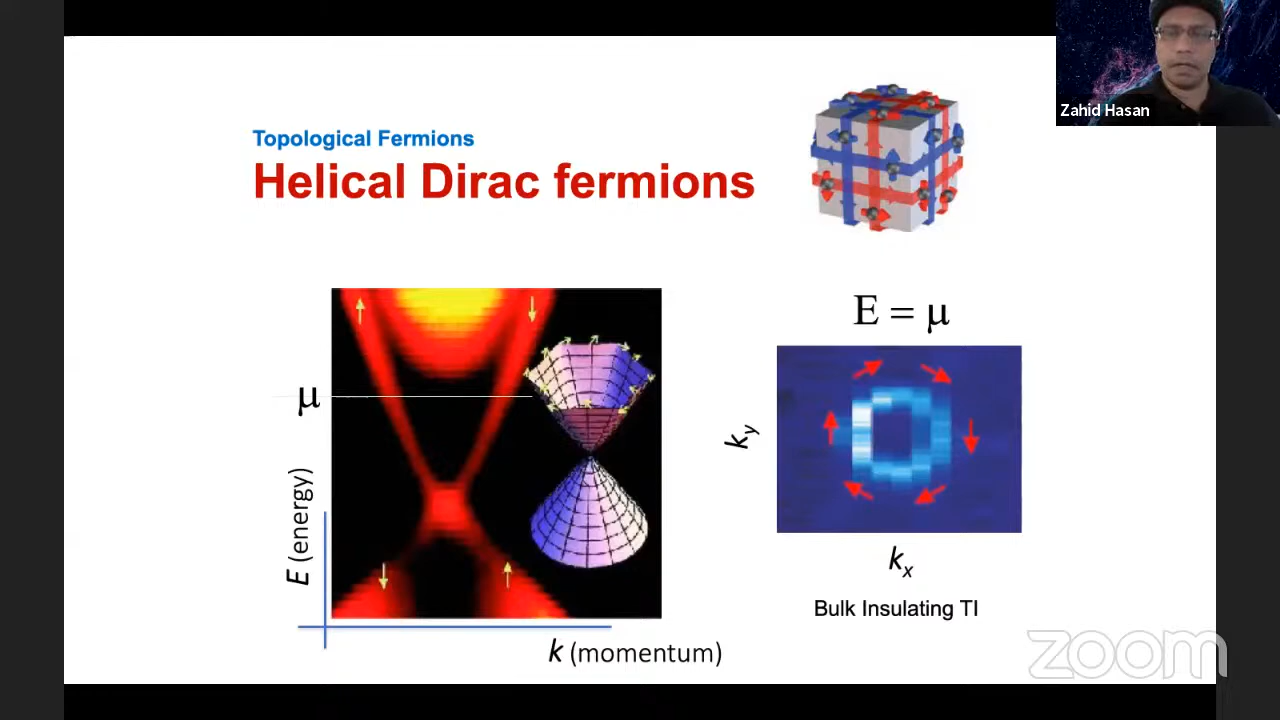 Zahid Hasan
Topological Fermions
Helical Dirac fermions
E = μ
μ
E (energy)
k (momentum)
ky
kx
Bulk Insulating TI
zoom